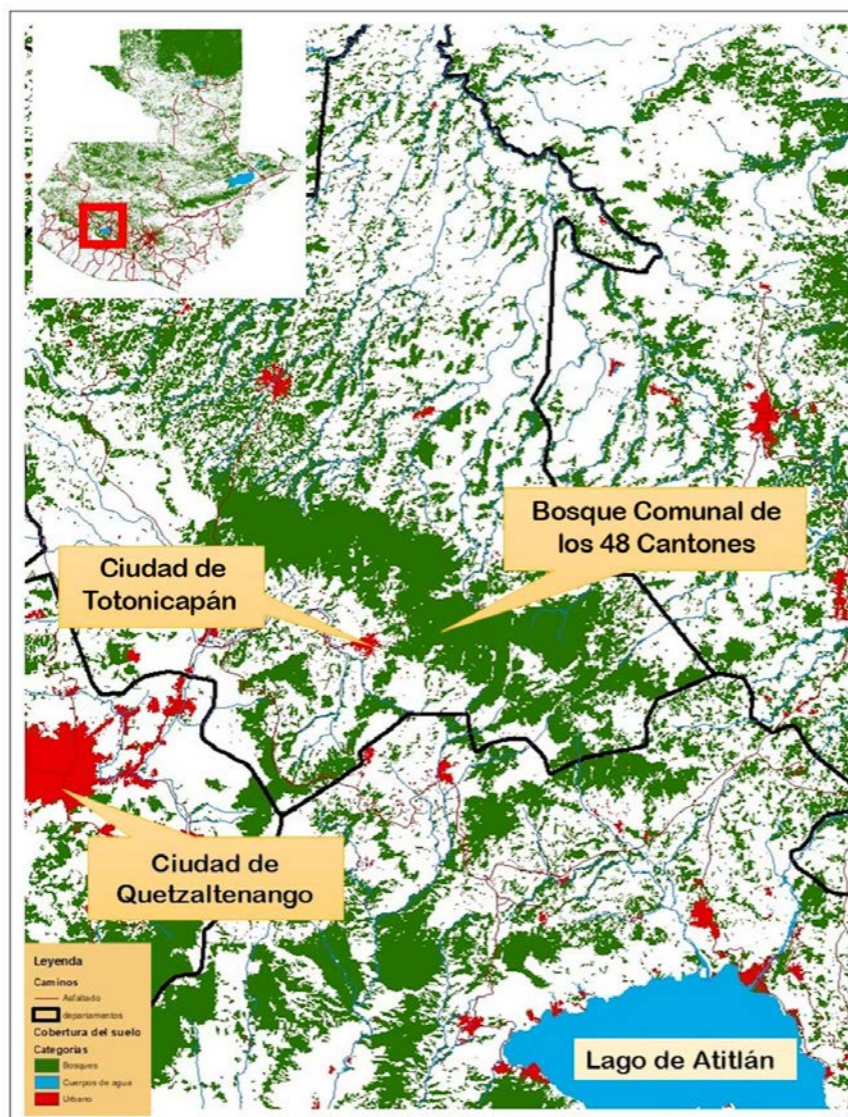 Bosque Comunal de
los 48 Cantones
Ciudad de
Totonicapán
Ciudad de
Quetzaltenango
Lago de Atitlán
Leyenda
Caminos
Asfaltado
departamentos
Cobertura del suelo
Categorías
Bosques
Cuerpos de agua
Urbano